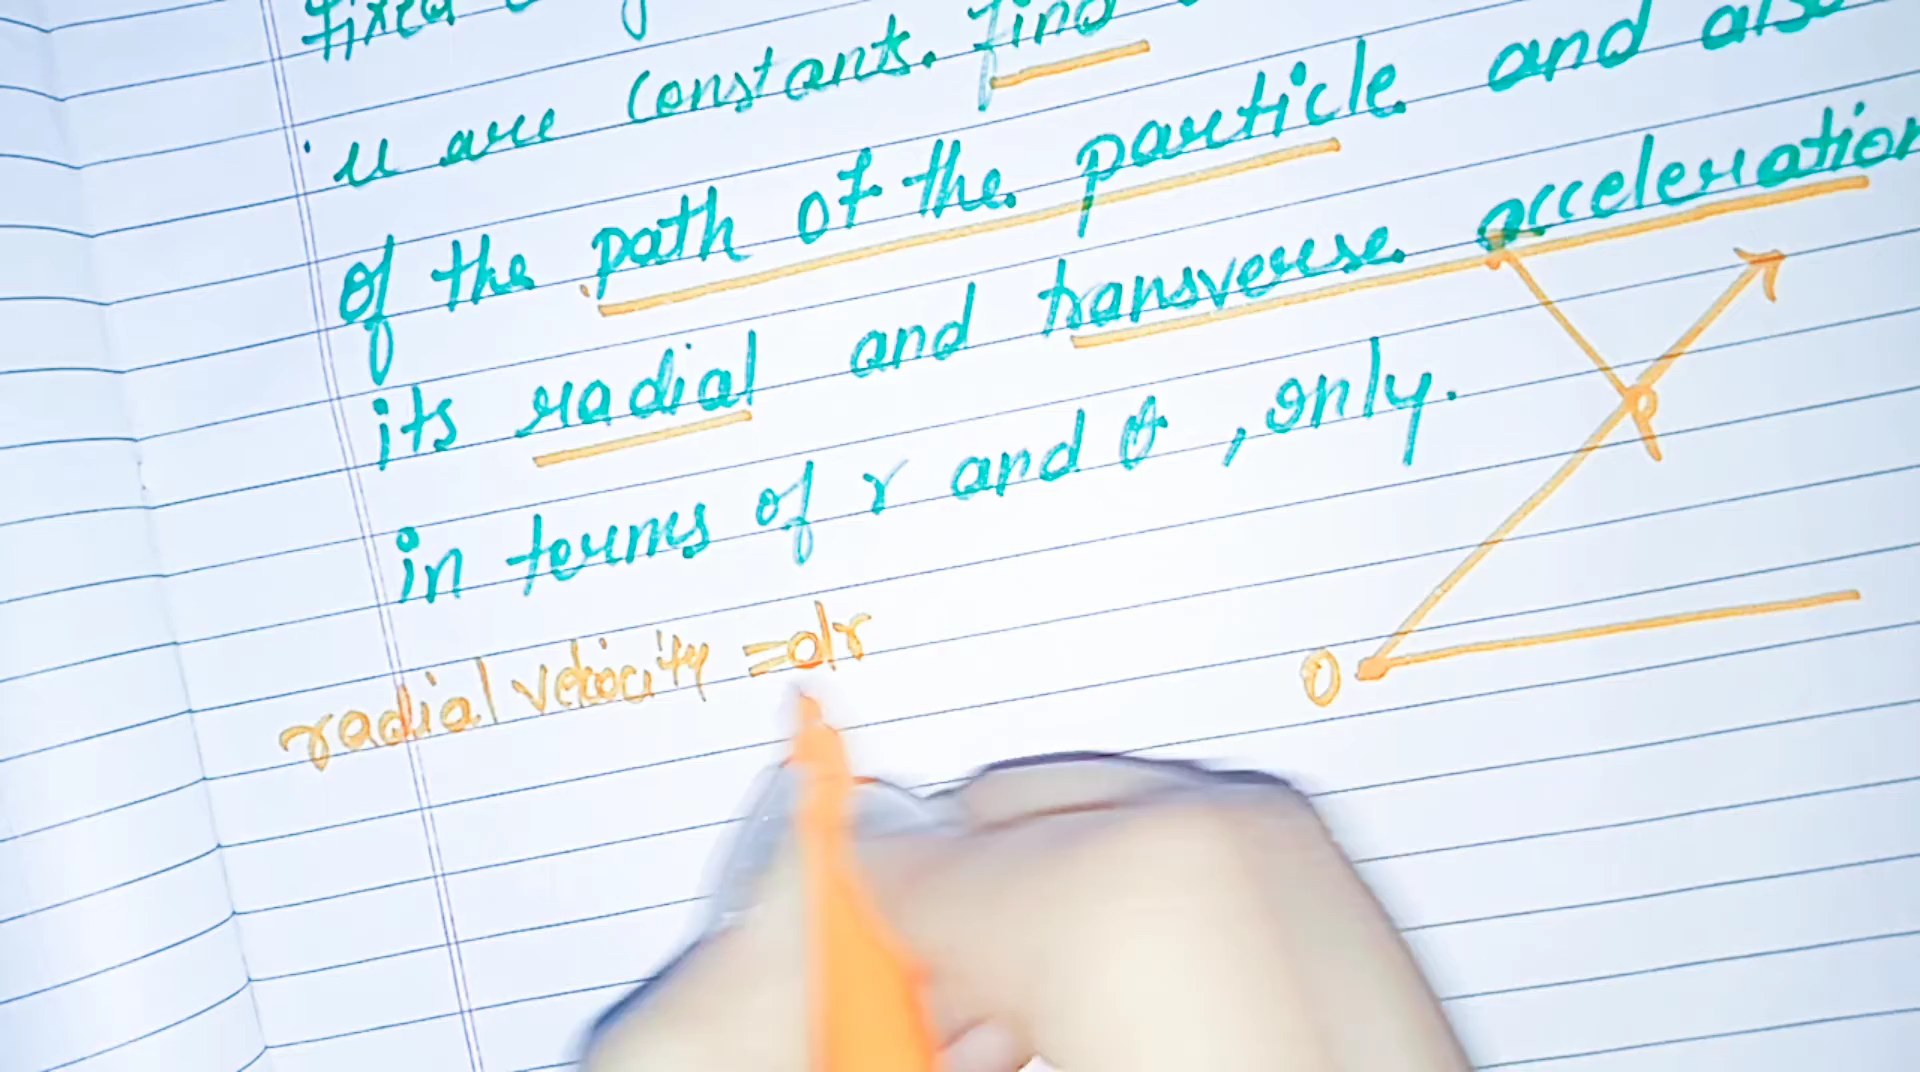 fixed
μ are constant. find
of the path of the particle and also
its radial and transverse acceleration
in terms of r and θ, only.
radial velocity = dr
P
O